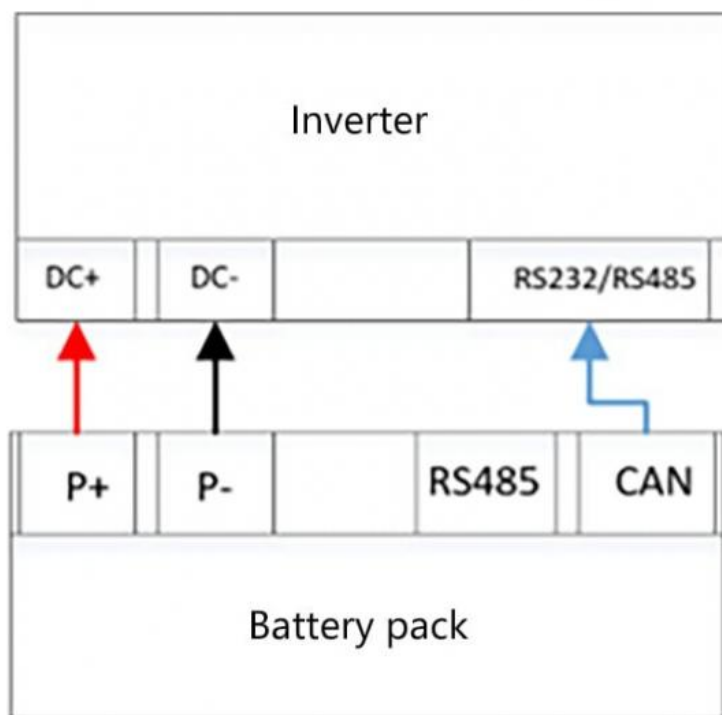 Inverter
DC+ DC- RS232/RS485
P+ P- RS485 CAN
Battery pack